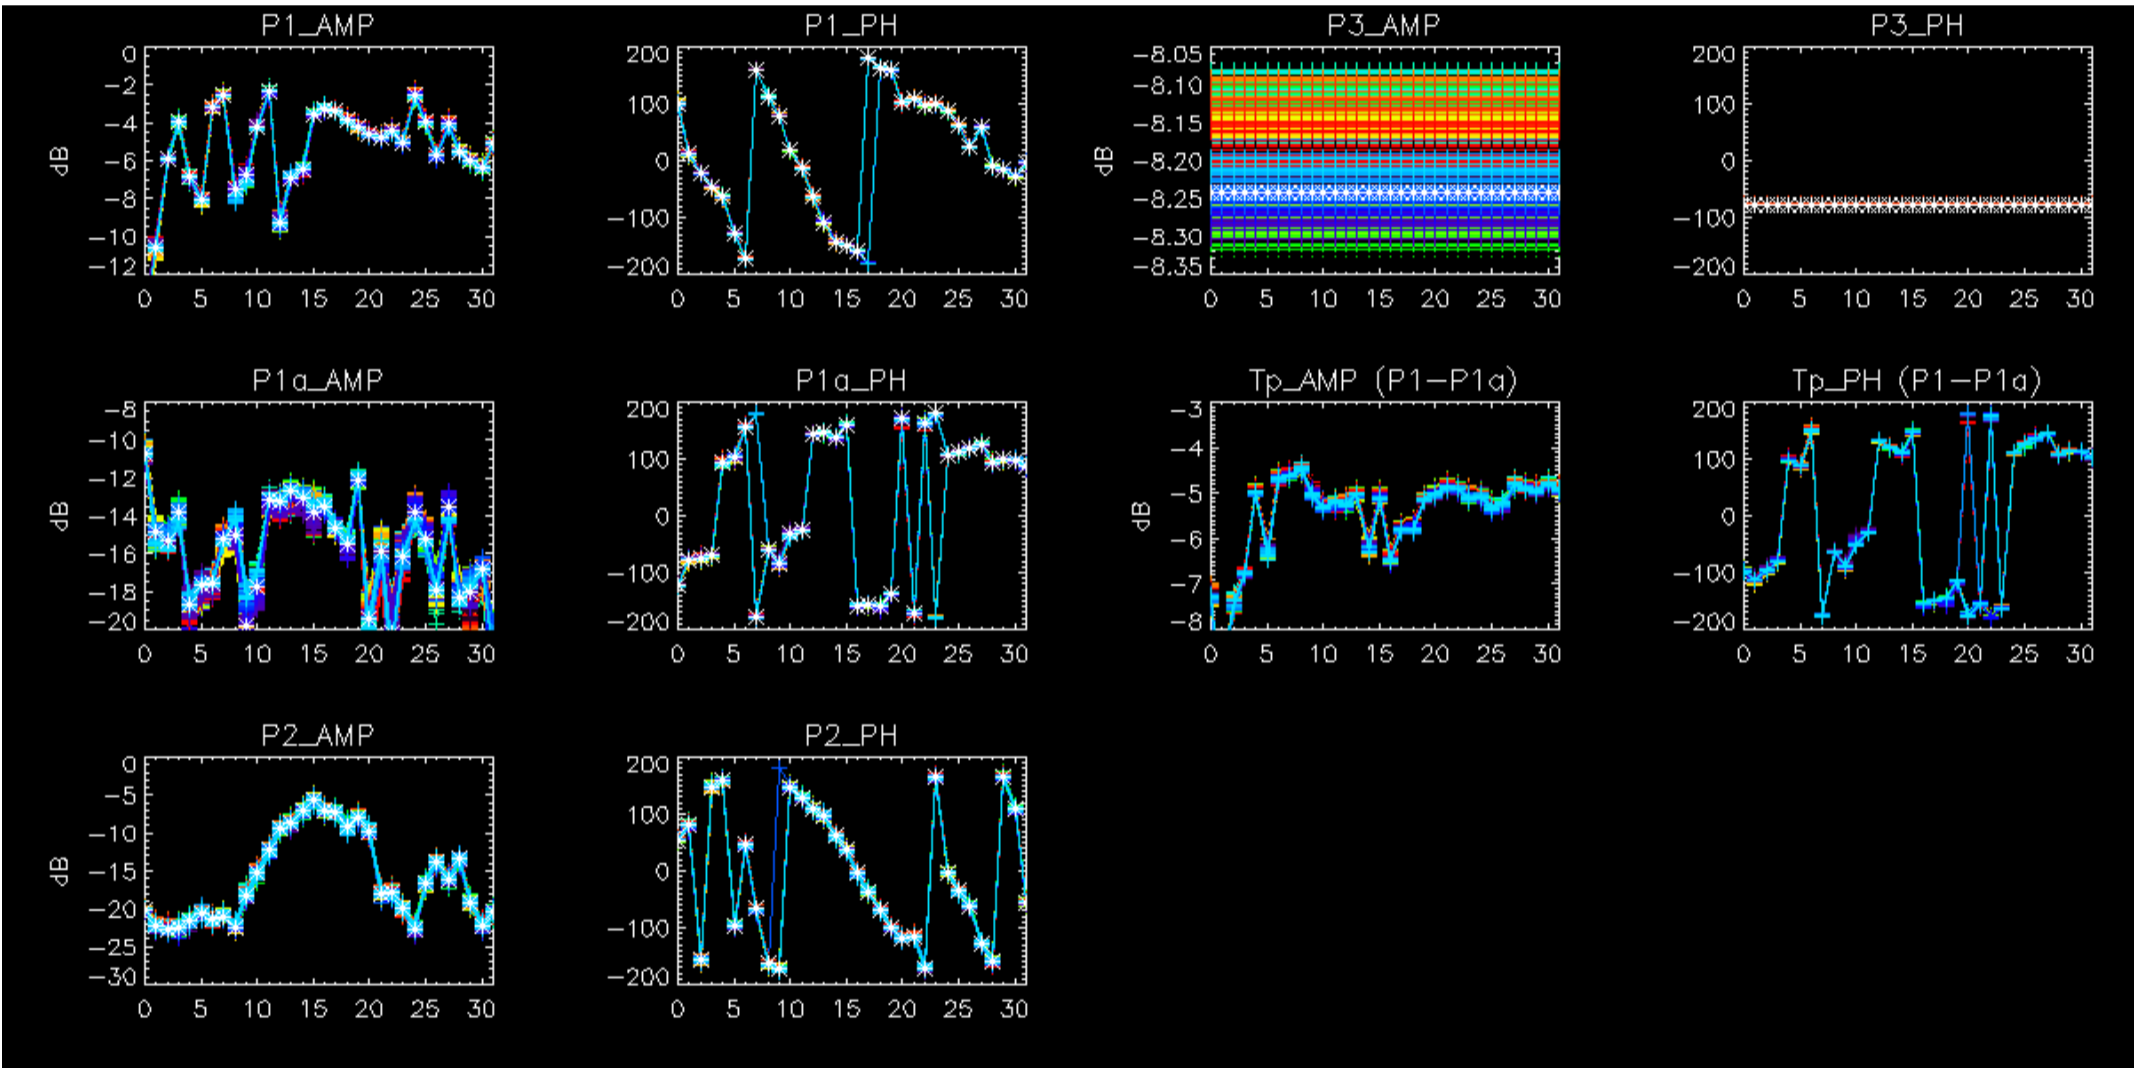 P1_AMP
dB
0
−2
−4
−6
−8
−10
−12
0 5 10 15 20 25 30
P1_PH
200
100
0
−100
−200
0 5 10 15 20 25 30
P3_AMP
dB
−8.05
−8.10
−8.15
−8.20
−8.25
−8.30
−8.35
0 5 10 15 20 25 30
P3_PH
200
100
0
−100
−200
0 5 10 15 20 25 30
P1a_AMP
dB
−8
−10
−12
−14
−16
−18
−20
0 5 10 15 20 25 30
P1a_PH
200
100
0
−100
−200
0 5 10 15 20 25 30
Tp_AMP (P1−P1a)
dB
−3
−4
−5
−6
−7
−8
0 5 10 15 20 25 30
Tp_PH (P1−P1a)
200
100
0
−100
−200
0 5 10 15 20 25 30
P2_AMP
dB
0
−5
−10
−15
−20
−25
−30
0 5 10 15 20 25 30
P2_PH
200
100
0
−100
−200
0 5 10 15 20 25 30